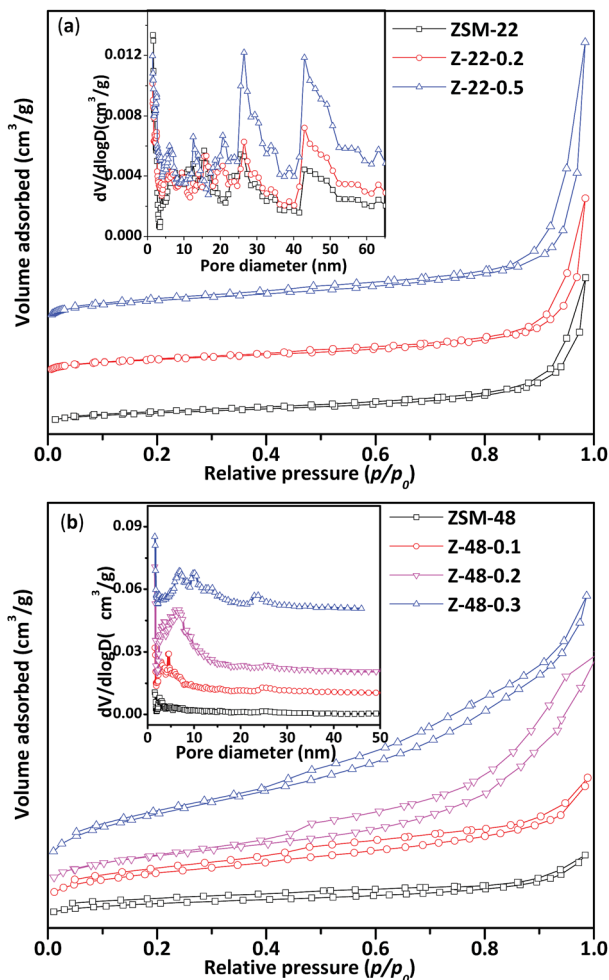 (a)
ZSM-22
Z-22-0.2
Z-22-0.5
dV/dlogD(cm³/g)
0.012
0.008
0.004
0.000
0 10 20 30 40 50 60
Pore diameter (nm)
Volume adsorbed (cm³/g)
0.0 0.2 0.4 0.6 0.8 1.0
Relative pressure (p/p₀)
(b)
ZSM-48
Z-48-0.1
Z-48-0.2
Z-48-0.3
dV/dlogD( cm³/g)
0.09
0.06
0.03
0.00
0 10 20 30 40 50
Pore diameter (nm)
Volume adsorbed (cm³/g)
0.0 0.2 0.4 0.6 0.8 1.0
Relative pressure (p/p₀)